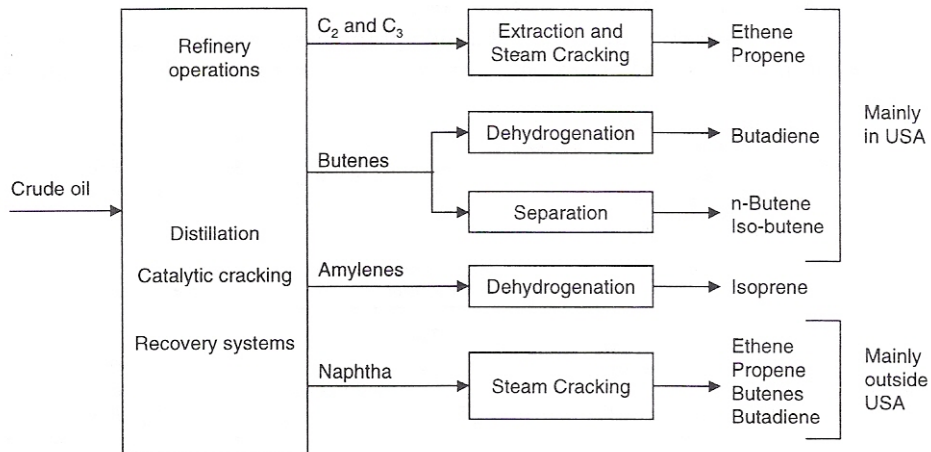 Crude oil
Refinery
operations
Distillation
Catalytic cracking
Recovery systems
C₂ and C₃
Extraction and
Steam Cracking
Ethene
Propene
Butenes
Dehydrogenation
Butadiene
Separation
n-Butene
Iso-butene
Mainly
in USA
Amylenes
Dehydrogenation
Isoprene
Naphtha
Steam Cracking
Ethene
Propene
Butenes
Butadiene
Mainly
outside
USA